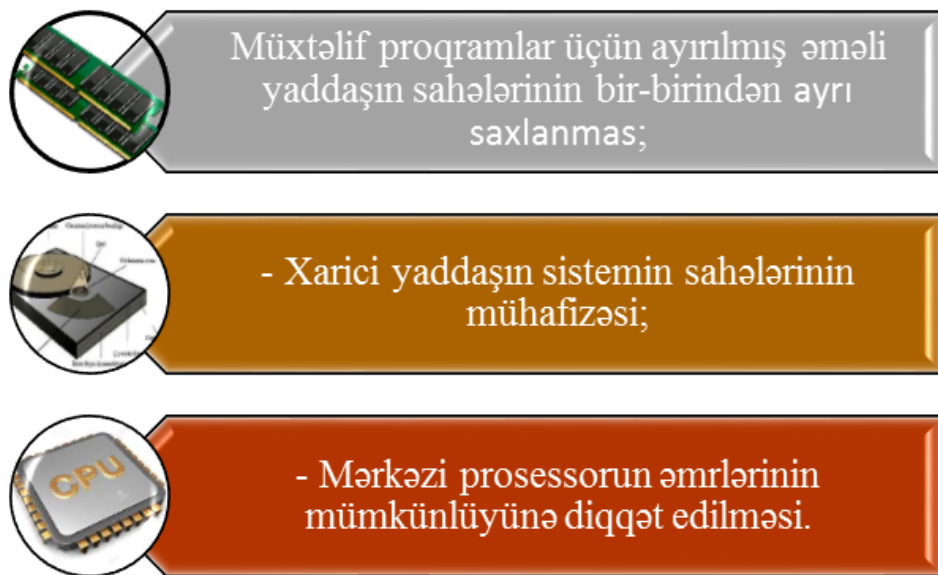 Müxtəlif proqramlar üçün ayırılmış əməli
yaddaşın sahələrinin bir-birindən ayrı
saxlanmas;
- Xarici yaddaşın sistemin sahələrinin
mühafizəsi;
CPU
- Mərkəzi prosessorun əmrlərinin
mümkünlüyünə diqqət edilməsi.